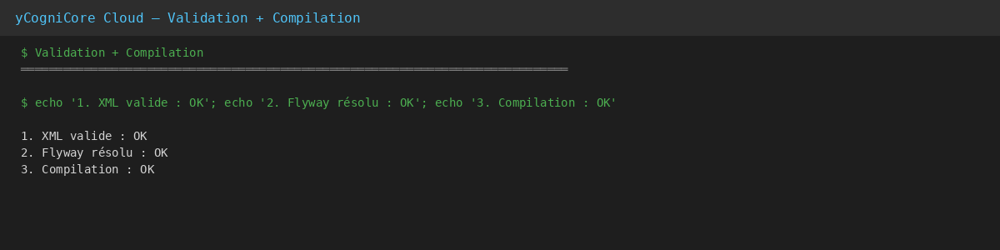 yCogniCore Cloud — Validation + Compilation
$ Validation + Compilation
══════════════════════════════════════════════════════════════════════════════
$ echo '1. XML valide : OK'; echo '2. Flyway résolu : OK'; echo '3. Compilation : OK'
1. XML valide : OK
2. Flyway résolu : OK
3. Compilation : OK